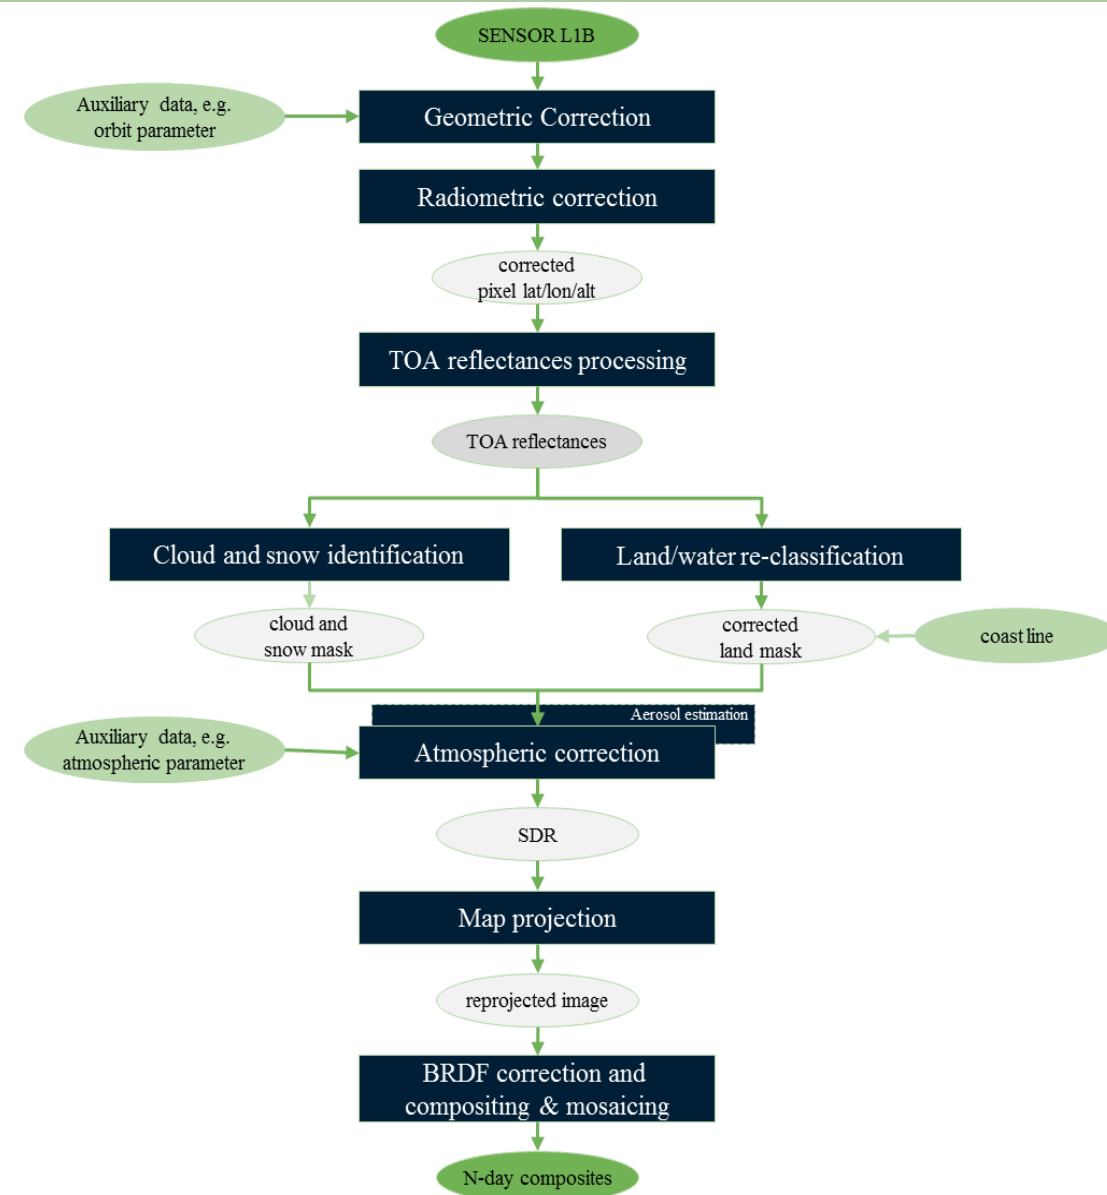 SENSOR L1B
Auxiliary data, e.g.
orbit parameter
Geometric Correction
Radiometric correction
corrected
pixel lat/lon/alt
TOA reflectances processing
TOA reflectances
Cloud and snow identification
Land/water re-classification
cloud and
snow mask
corrected
land mask
coast line
Aerosol estimation
Auxiliary data, e.g.
atmospheric parameter
Atmospheric correction
SDR
Map projection
reprojected image
BRDF correction and
compositing & mosaicing
N-day composites